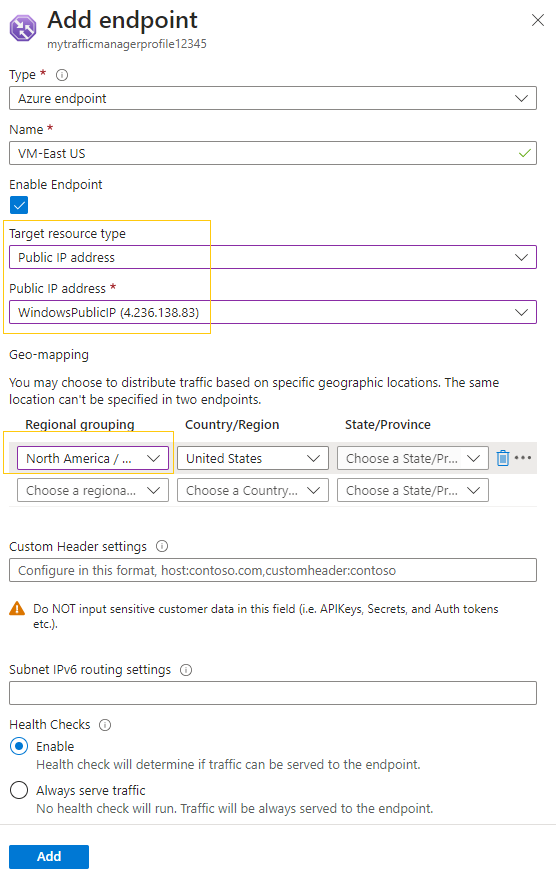 Add endpoint
mytrafficmanagerprofile12345
Type *
Azure endpoint
Name *
VM-East US
Enable Endpoint
Target resource type
Public IP address
Public IP address *
WindowsPublicIP (4.236.138.83)
Geo-mapping
You may choose to distribute traffic based on specific geographic locations. The same
location can't be specified in two endpoints.
Regional grouping Country/Region State/Province
North America / ... United States Choose a State/Pr...
Choose a regiona... Choose a Country... Choose a State/Pr...
Custom Header settings
Configure in this format, host:contoso.com,customheader:contoso
Do NOT input sensitive customer data in this field (i.e. APIKeys, Secrets, and Auth tokens
etc.).
Subnet IPv6 routing settings
Health Checks
Enable
Health check will determine if traffic can be served to the endpoint.
Always serve traffic
No health check will run. Traffic will be always served to the endpoint.
Add